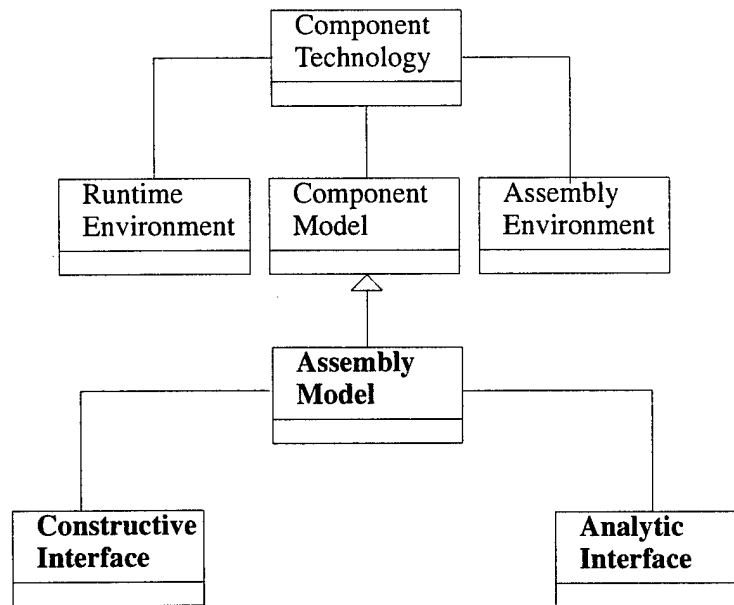 Component
Technology
Runtime
Environment
Component
Model
Assembly
Environment
Assembly
Model
Constructive
Interface
Analytic
Interface